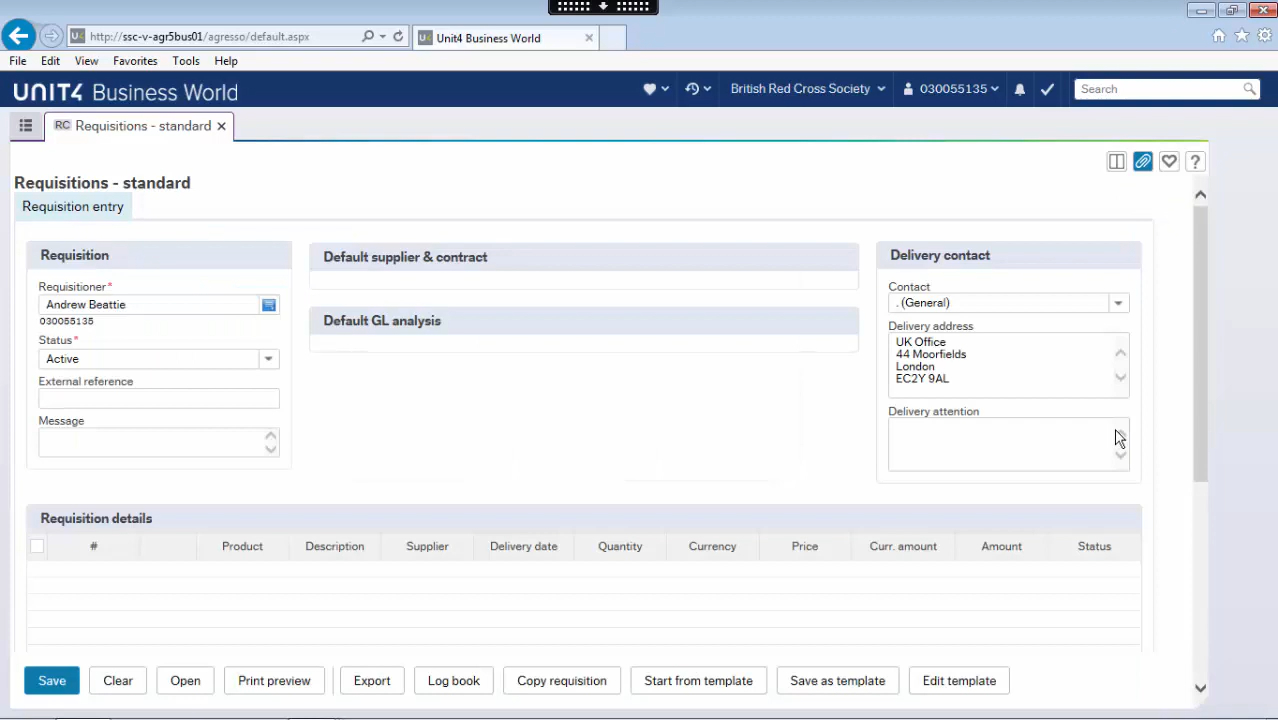 http://ssc-v-agr5bus01/agresso/default.aspx
Unit4 Business World
File Edit View Favorites Tools Help
UNIT4 Business World
British Red Cross Society
030055135
Search
RC Requisitions - standard
Requisitions - standard
Requisition entry
Requisition
Requisitioner*
Andrew Beattie
030055135
Status*
Active
External reference
Message
Default supplier & contract
Default GL analysis
Delivery contact
Contact
. (General)
Delivery address
UK Office
44 Moorfields
London
EC2Y 9AL
Delivery attention
Requisition details
# Product Description Supplier Delivery date Quantity Currency Price Curr. amount Amount Status
Save Clear Open Print preview Export Log book Copy requisition Start from template Save as template Edit template